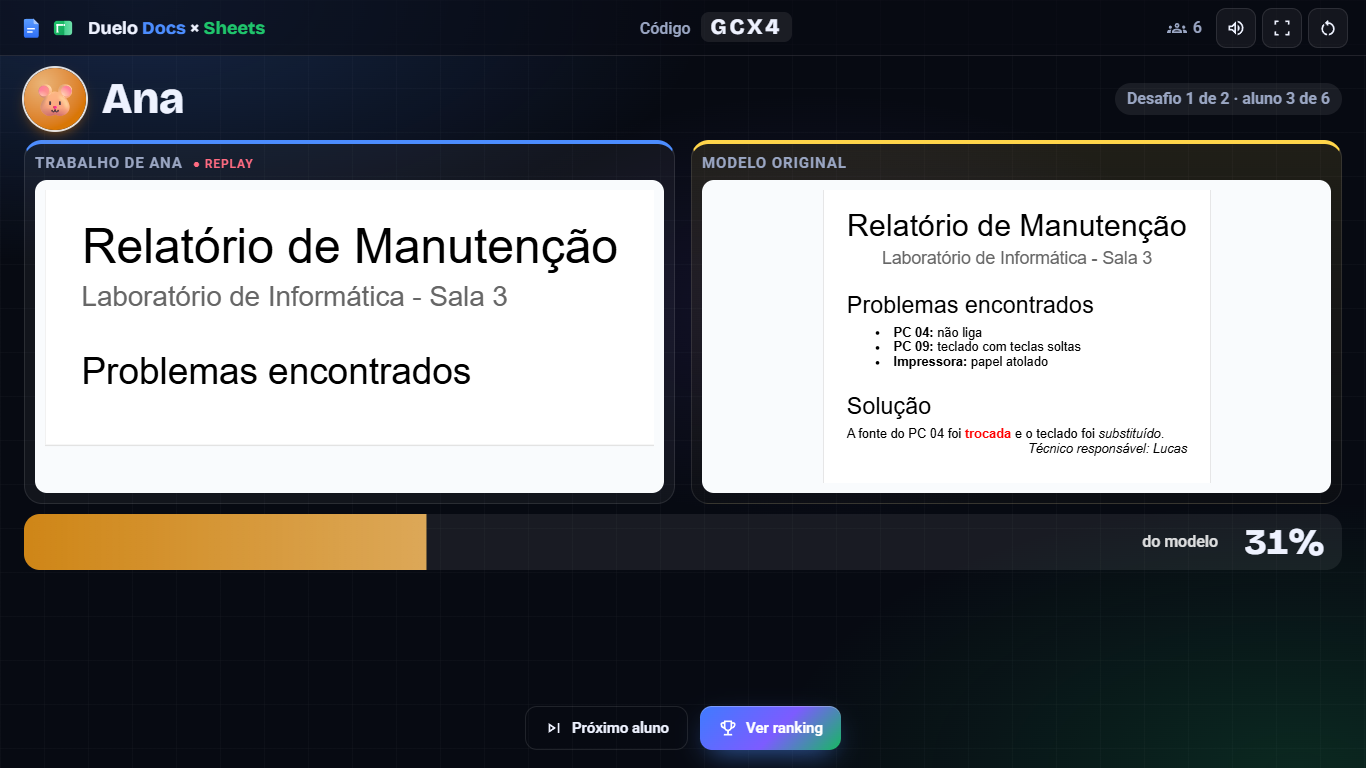 Duelo Docs × Sheets
Código GCX4
6
Ana
Desafio 1 de 2 · aluno 3 de 6
TRABALHO DE ANA ● REPLAY
Relatório de Manutenção
Laboratório de Informática - Sala 3
Problemas encontrados
MODELO ORIGINAL
Relatório de Manutenção
Laboratório de Informática - Sala 3
Problemas encontrados
• PC 04: não liga
• PC 09: teclado com teclas soltas
• Impressora: papel atolado
Solução
A fonte do PC 04 foi trocada e o teclado foi substituído.
Técnico responsável: Lucas
do modelo 31%
Próximo aluno
Ver ranking